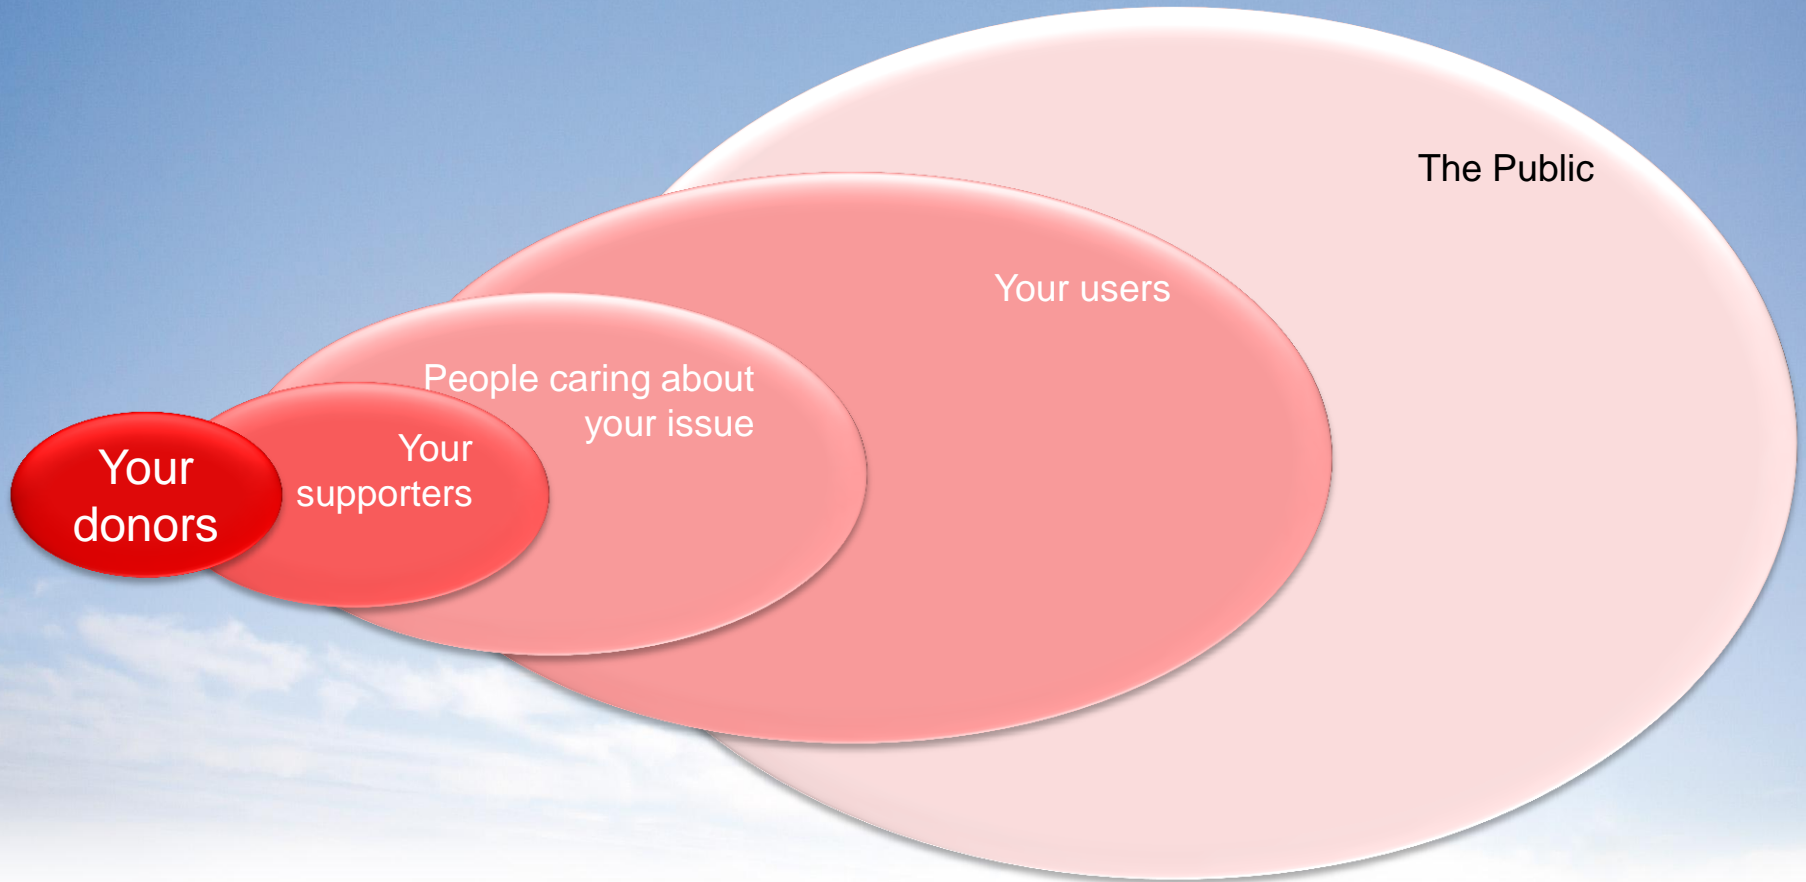 The Public
Your users
People caring about
your issue
Your
supporters
Your
donors